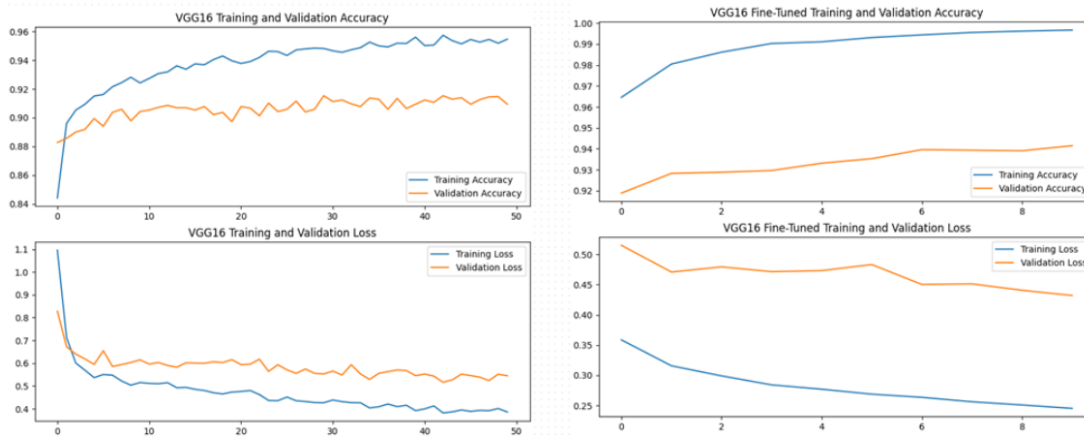 VGG16 Training and Validation Accuracy
0.96
0.94
0.92
0.90
0.88
0.86
0.84
Training Accuracy
Validation Accuracy
0 10 20 30 40 50
VGG16 Training and Validation Loss
1.1
1.0
0.9
0.8
0.7
0.6
0.5
0.4
Training Loss
Validation Loss
0 10 20 30 40 50
VGG16 Fine-Tuned Training and Validation Accuracy
1.00
0.99
0.98
0.97
0.96
0.95
0.94
0.93
0.92
Training Accuracy
Validation Accuracy
0 2 4 6 8
VGG16 Fine-Tuned Training and Validation Loss
0.50
0.45
0.40
0.35
0.30
0.25
Training Loss
Validation Loss
0 2 4 6 8